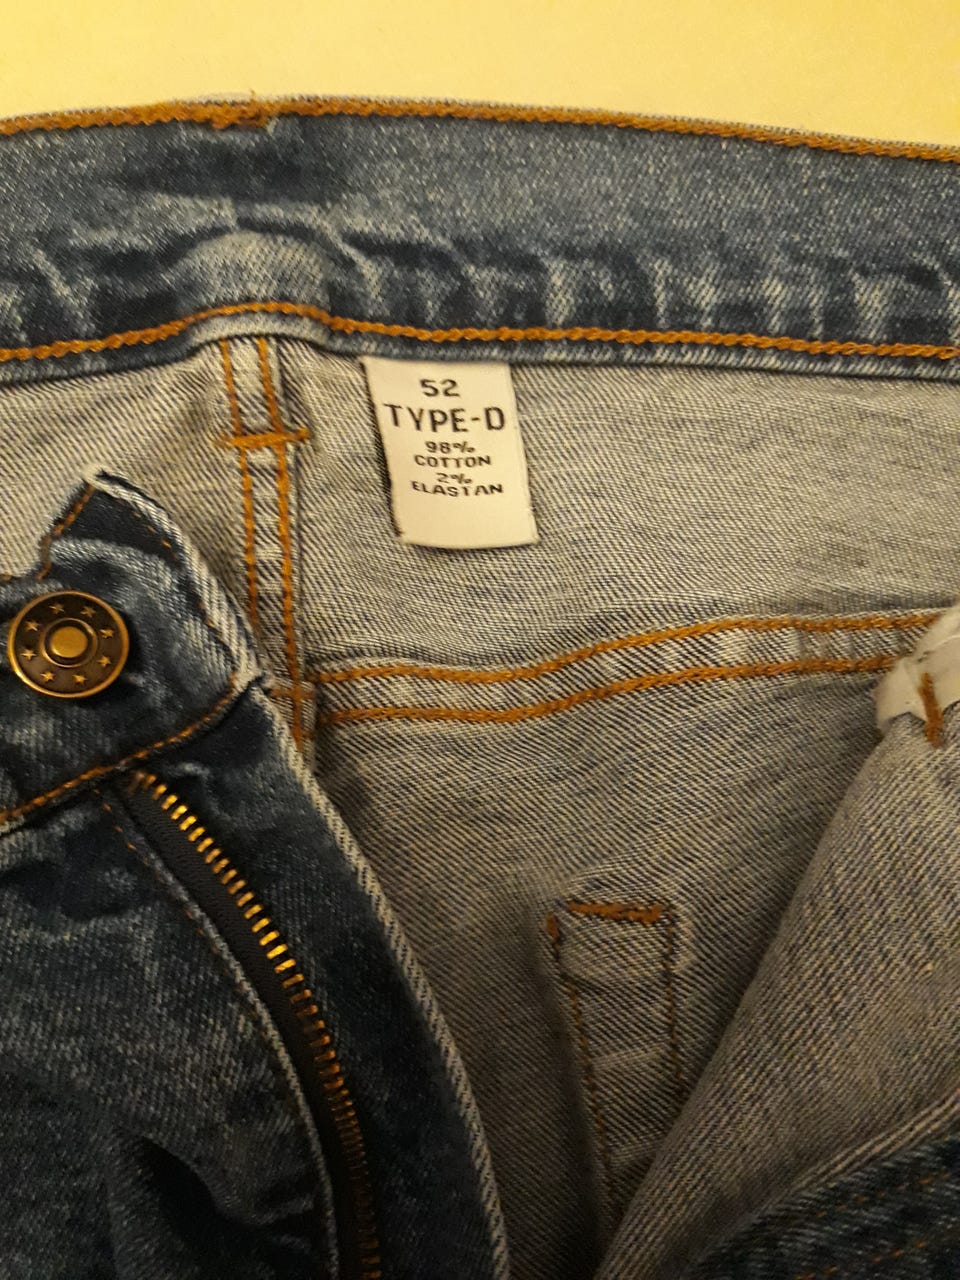 52
TYPE-D
98%
COTTON
2%
ELASTAN